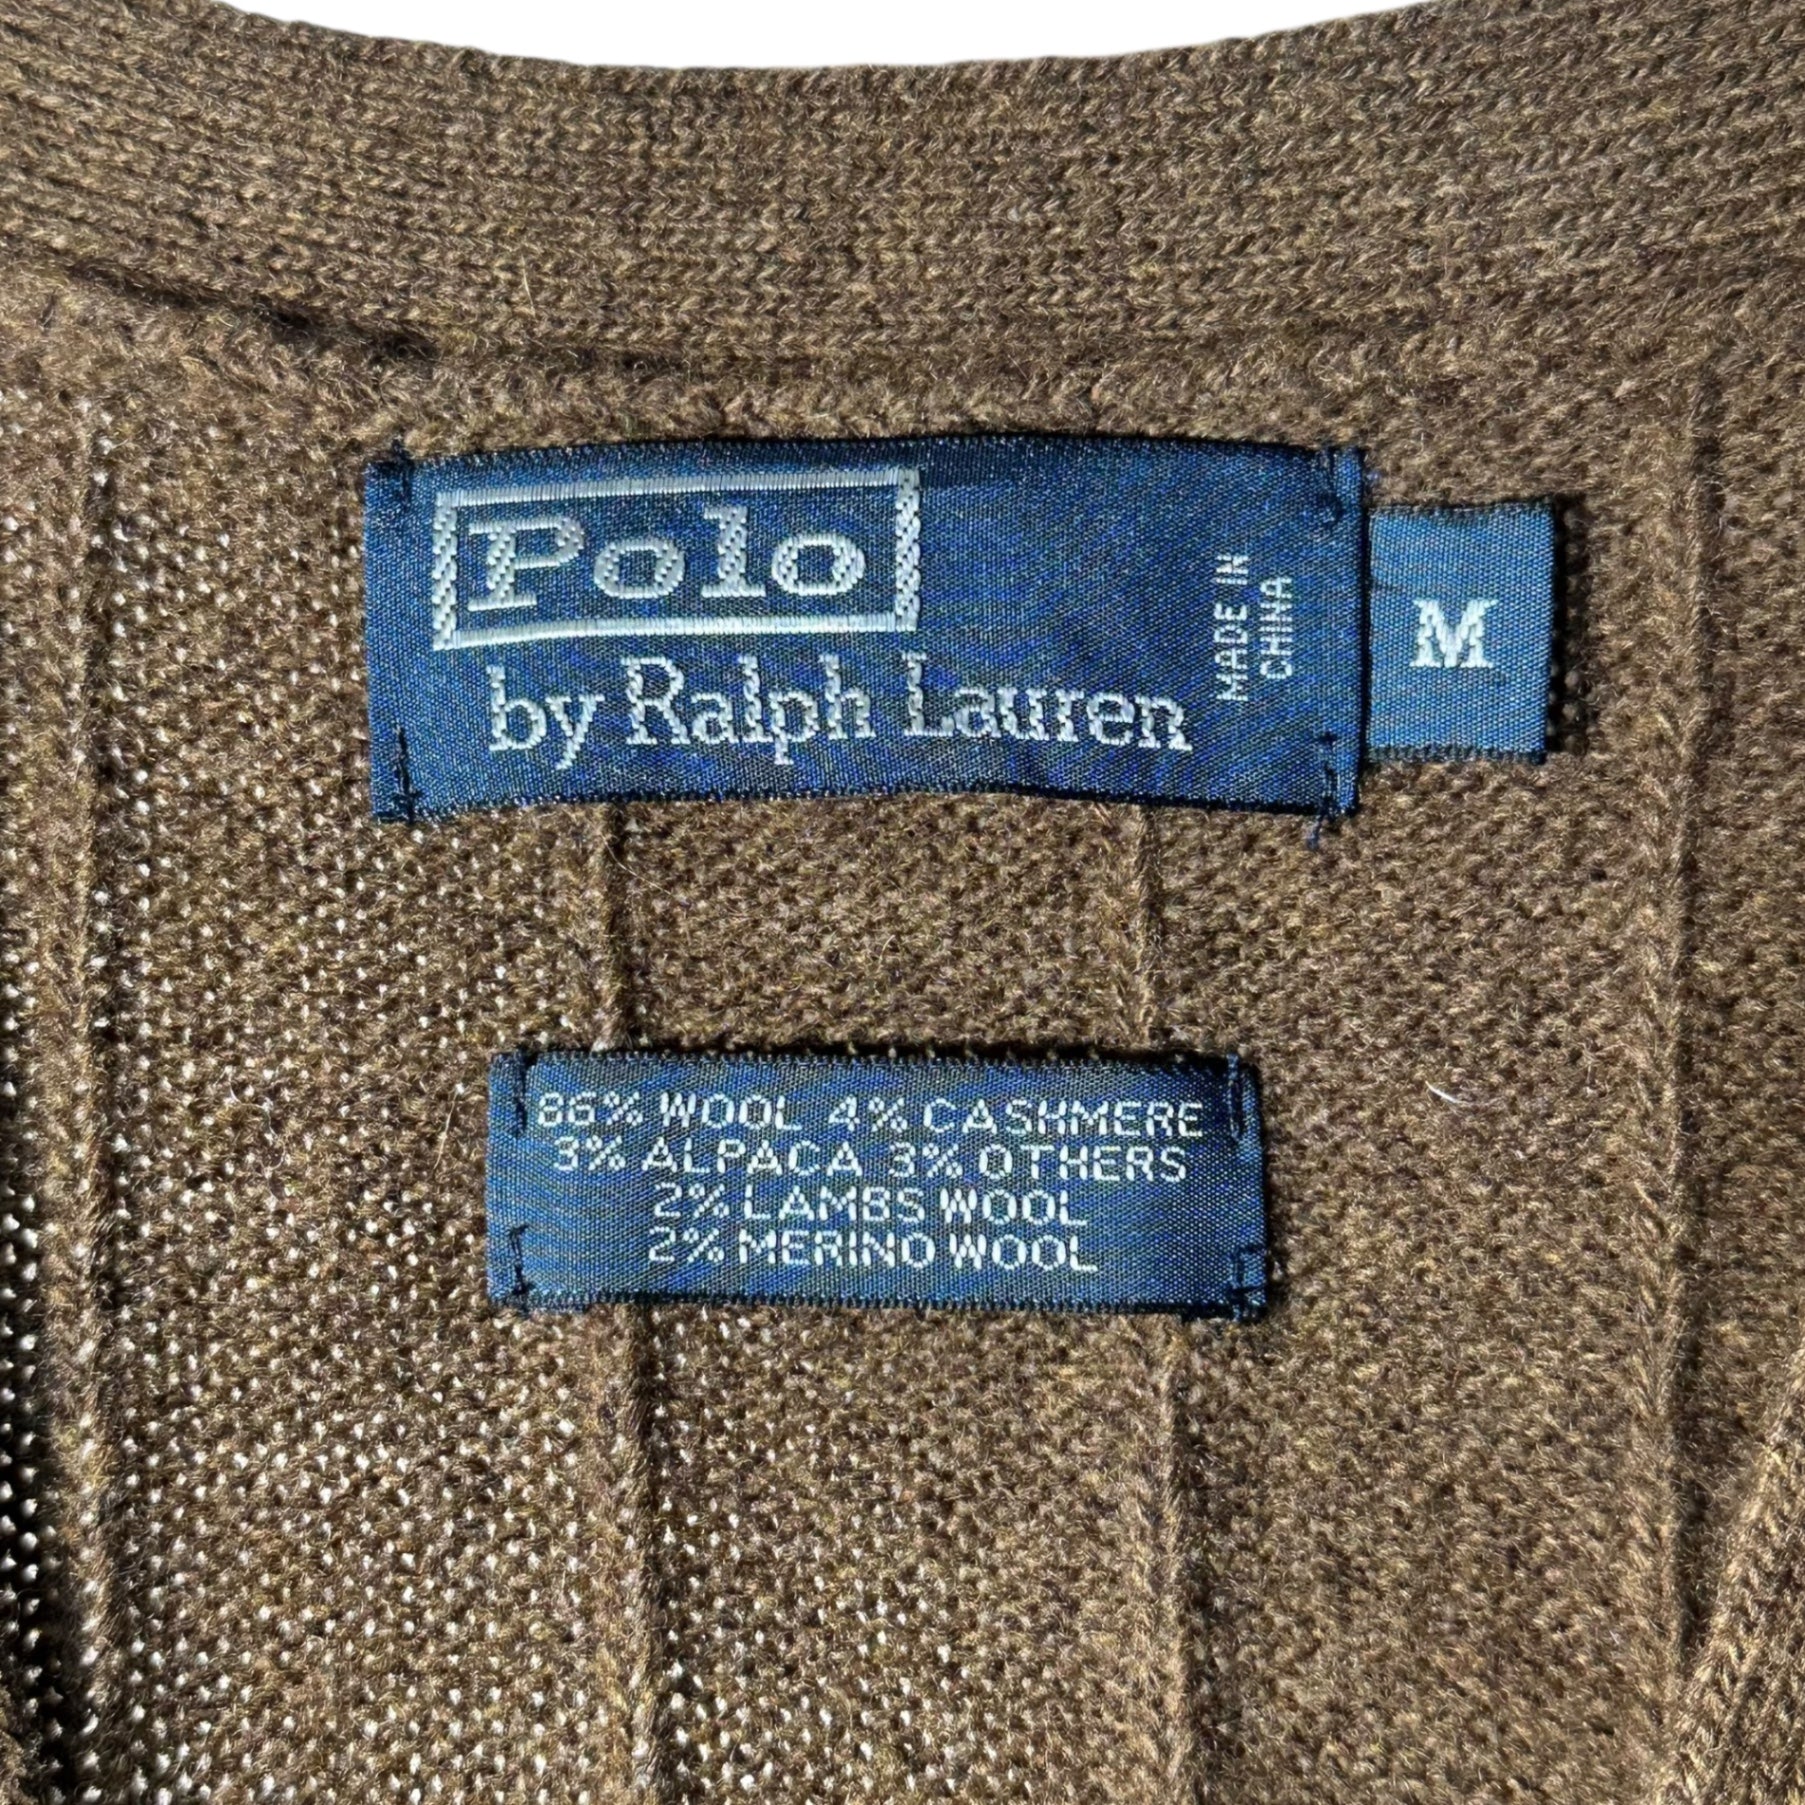 Polo
by Ralph Lauren
MADE IN
CHINA
M
86% WOOL 4% CASHMERE
3% ALPACA 3% OTHERS
2% LAMBS WOOL
2% MERINO WOOL